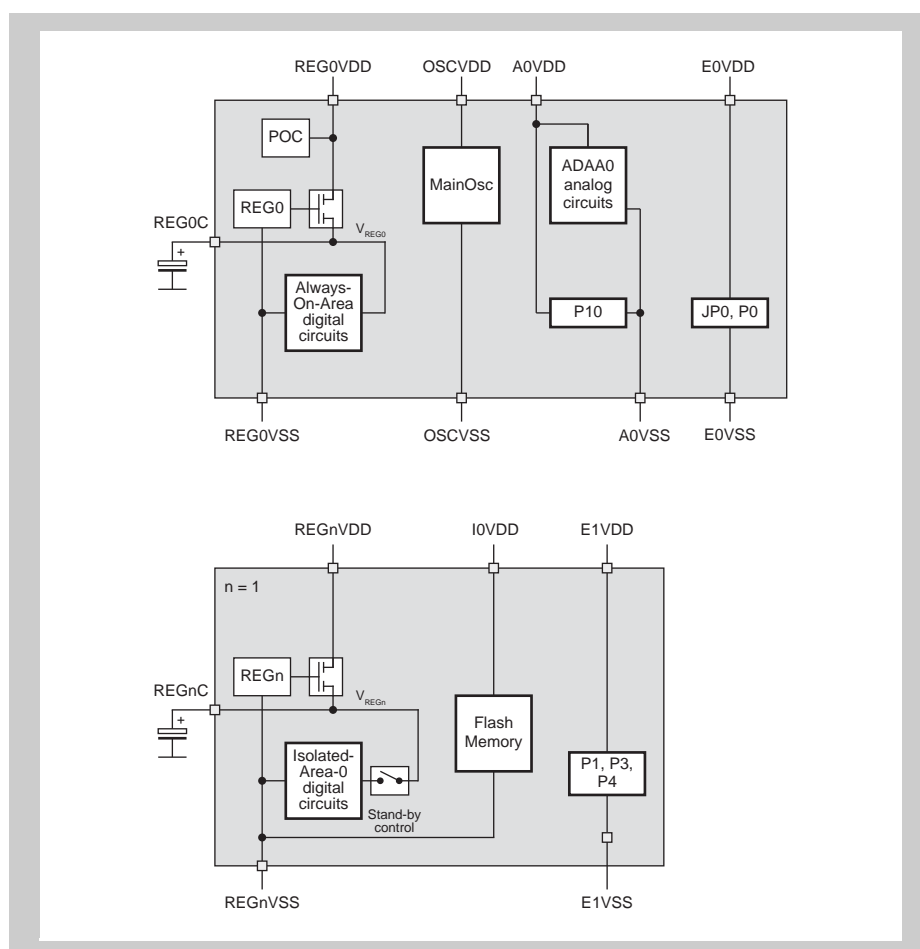 REG0VDD OSCVDD A0VDD E0VDD
POC
MainOsc
ADAA0
analog
circuits
REG0
REG0C
VREG0
+
Always-
On-Area
digital
circuits
P10
JP0, P0
REG0VSS OSCVSS A0VSS E0VSS
REGnVDD I0VDD E1VDD
n = 1
REGn
REGnC
VREGn
+
Flash
Memory
Isolated-
Area-0
digital
circuits
P1, P3,
P4
Stand-by
control
REGnVSS E1VSS